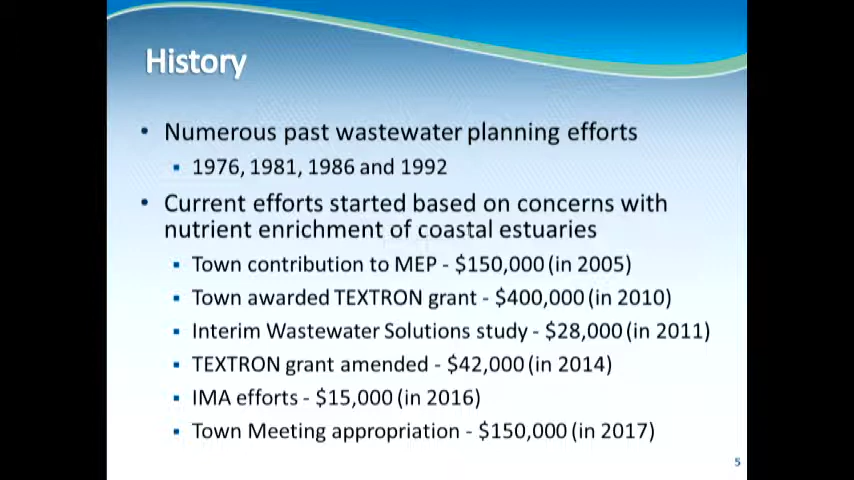 History
• Numerous past wastewater planning efforts
▪ 1976, 1981, 1986 and 1992
• Current efforts started based on concerns with
nutrient enrichment of coastal estuaries
▪ Town contribution to MEP - $150,000 (in 2005)
▪ Town awarded TEXTRON grant - $400,000 (in 2010)
▪ Interim Wastewater Solutions study - $28,000 (in 2011)
▪ TEXTRON grant amended - $42,000 (in 2014)
▪ IMA efforts - $15,000 (in 2016)
▪ Town Meeting appropriation - $150,000 (in 2017)
5